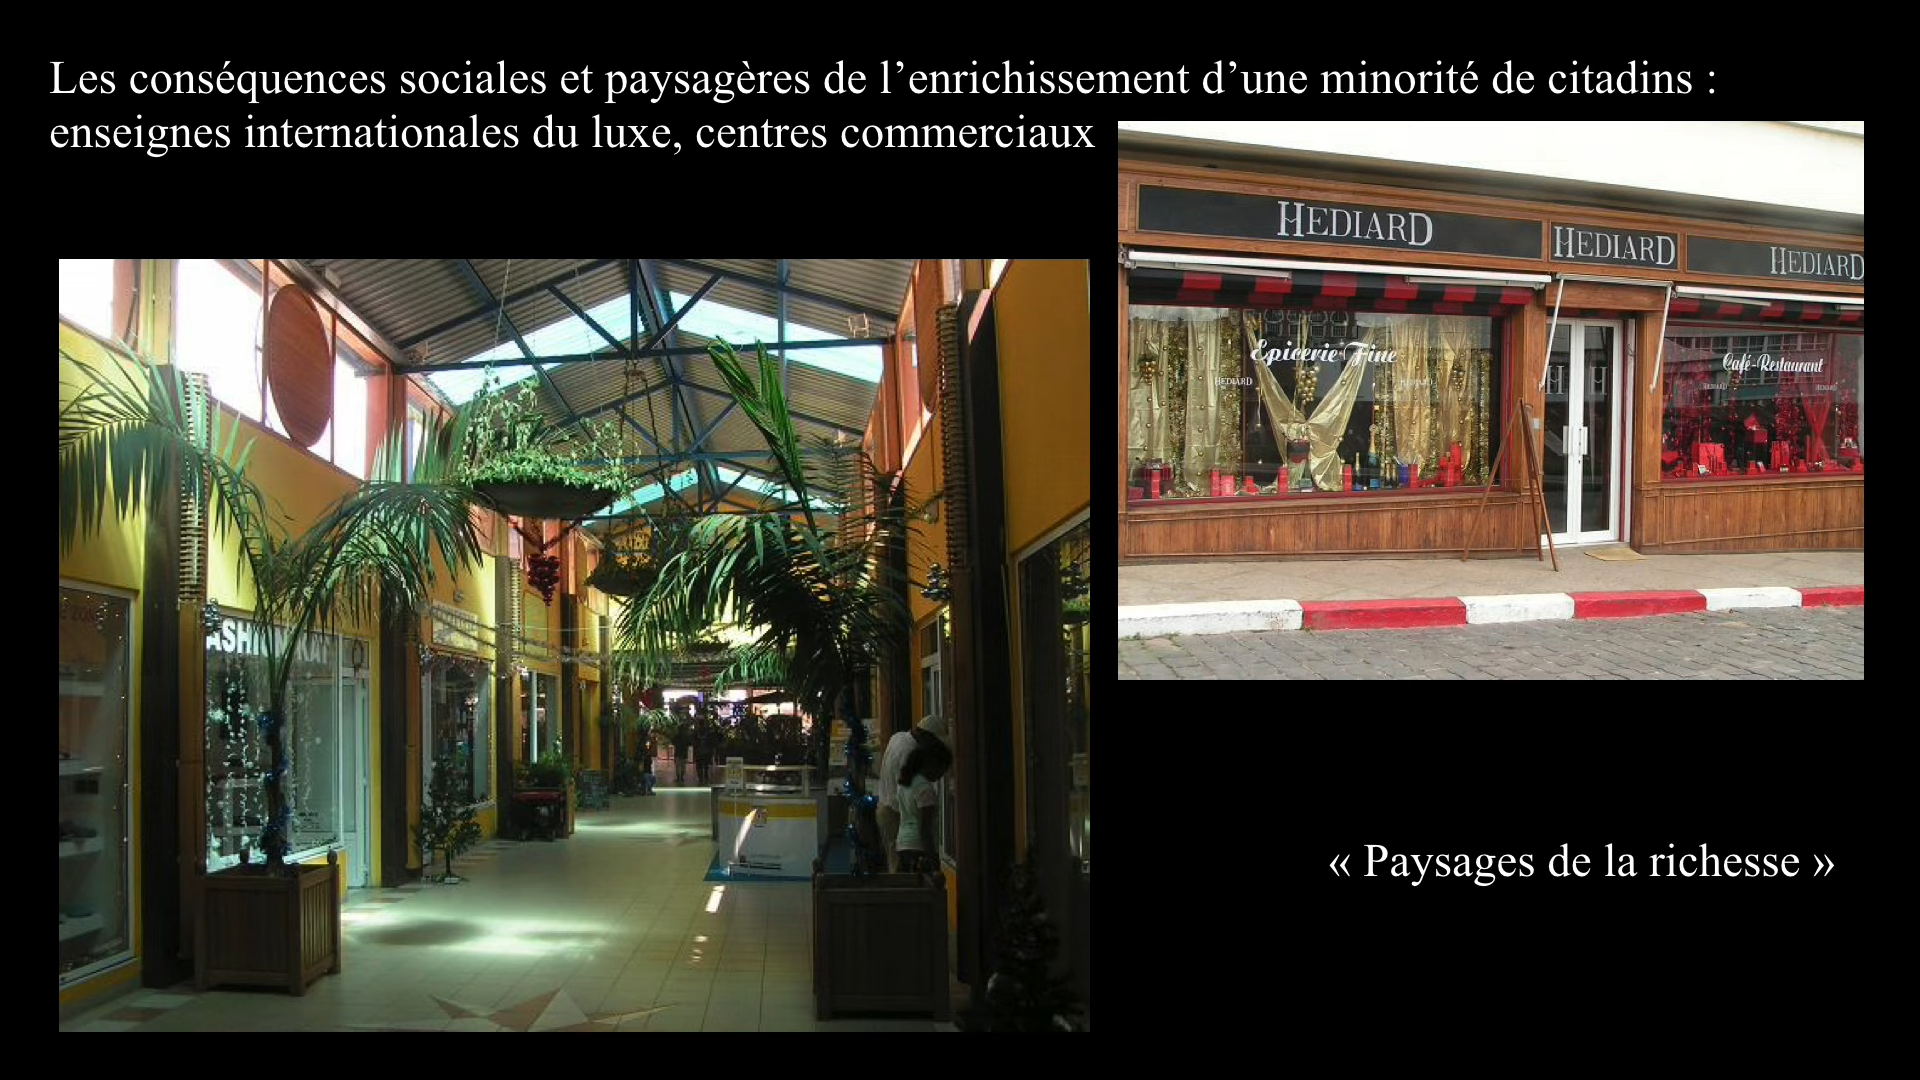 Les conséquences sociales et paysagères de l’enrichissement d’une minorité de citadins :
enseignes internationales du luxe, centres commerciaux
HEDIARD
HEDIARD
HEDIARD
Epicerie Fine
HEDIARD
Café-Restaurant
« Paysages de la richesse »